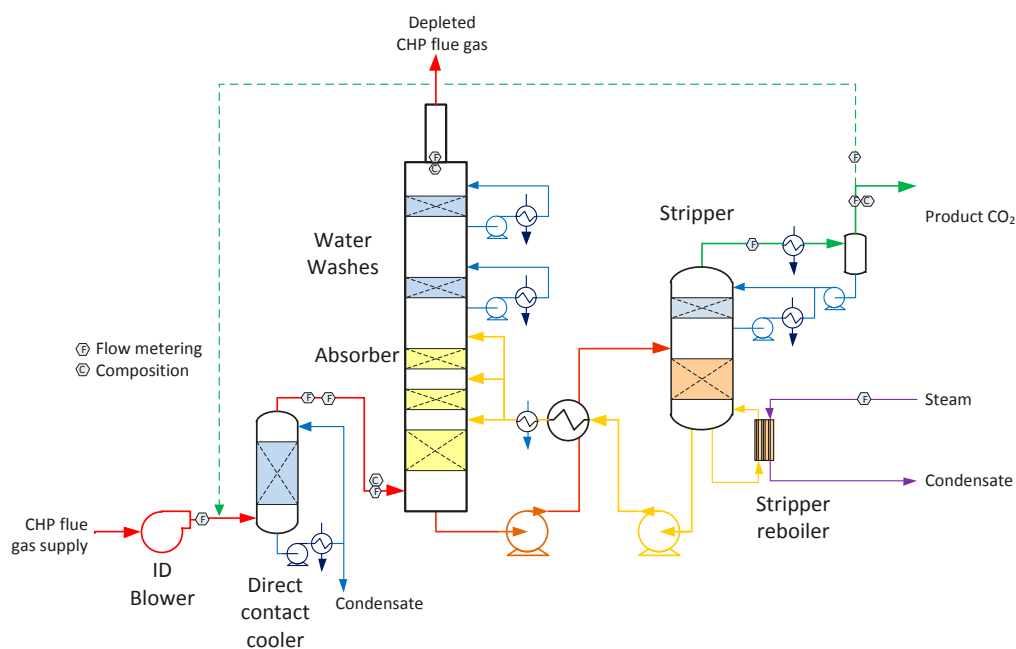 Depleted
CHP flue gas
F
C
F
F C
Product CO₂
Stripper
F
Water
Washes
F Flow metering
C Composition
Absorber
F F
F
Steam
C
F
Condensate
Stripper
reboiler
CHP flue
gas supply
F
ID
Blower
Direct
contact
cooler
Condensate